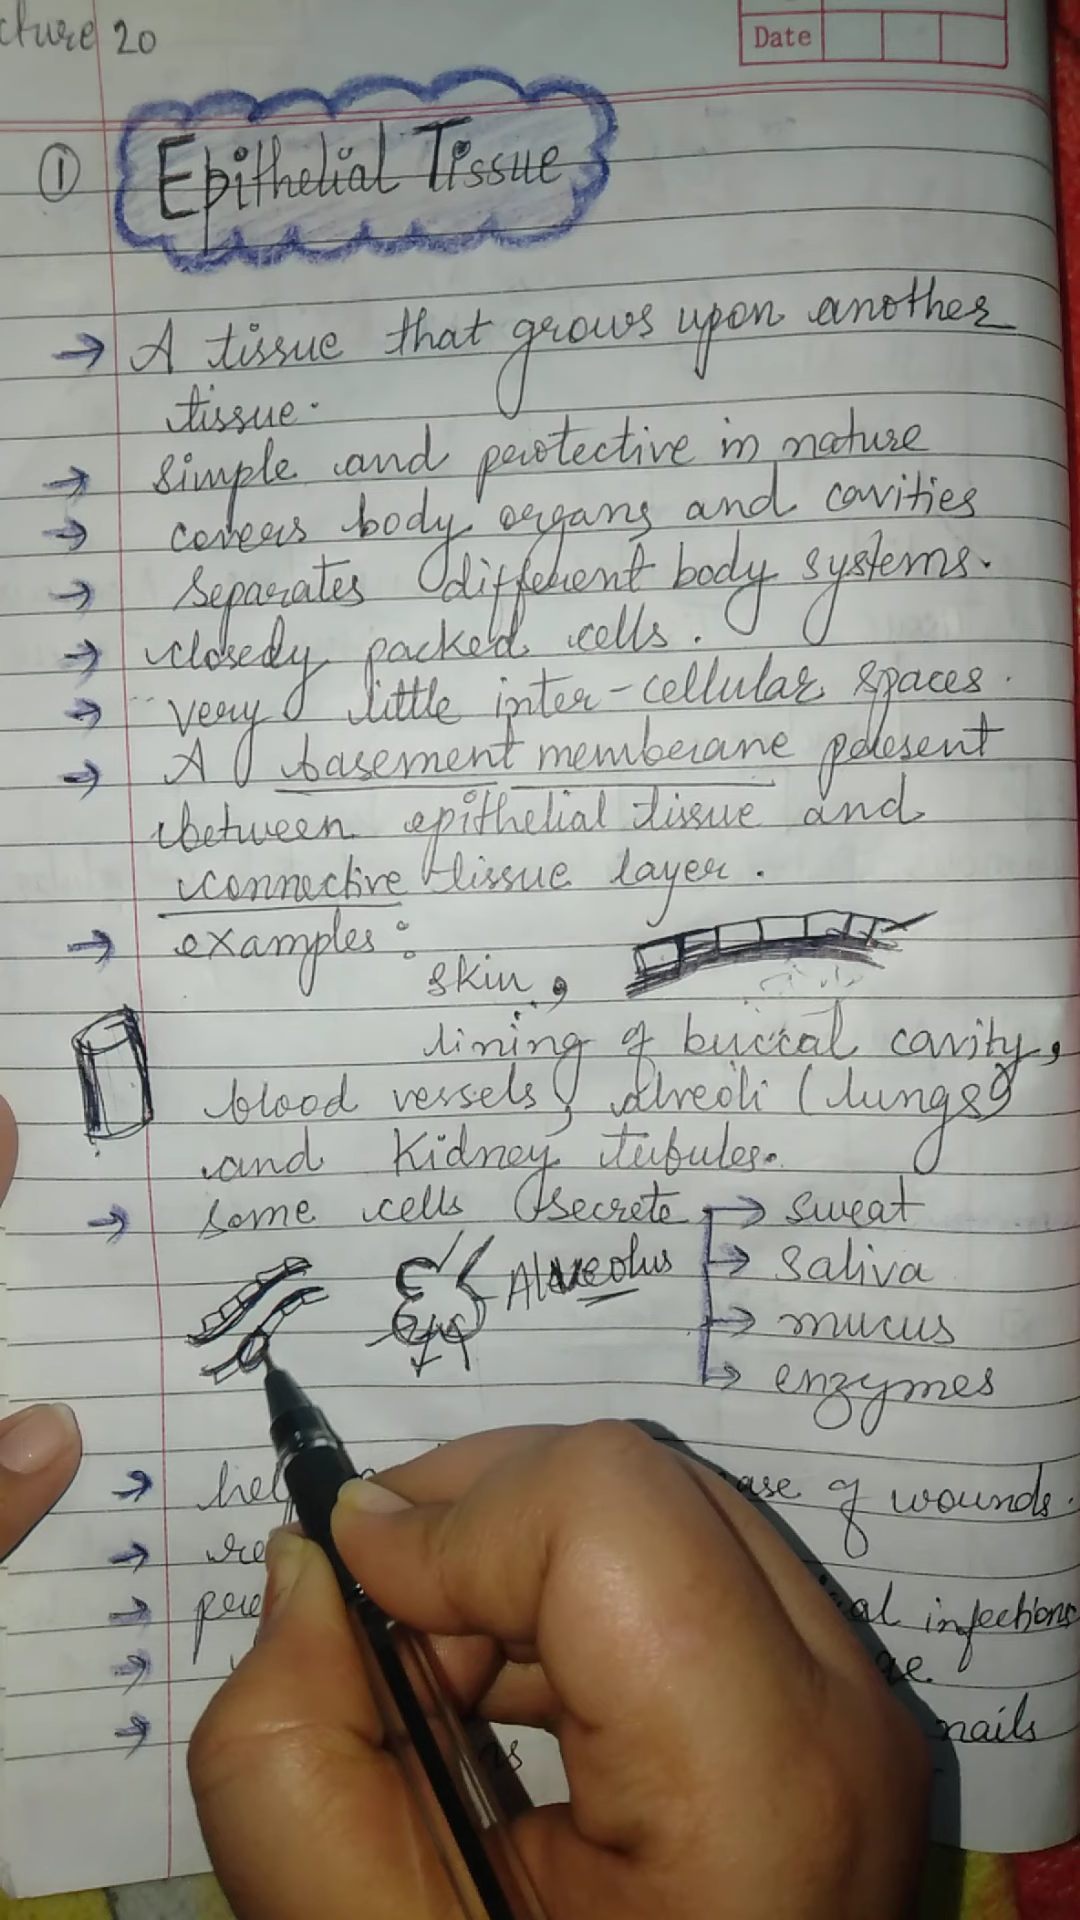 cture 20
Date
① Epithelial Tissue
→ A tissue that grows upon another
tissue.
→ simple and protective in nature
→ covers body organs and cavities
→ separates different body systems.
→ closely packed cells.
→ very little inter-cellular spaces.
→ A basement membrane present
between epithelial tissue and
connective tissue layer.
→ examples:
skin,
lining of buccal cavity,
blood vessels, alveoli (lungs)
and Kidney tubules.
→ some cells secrete → sweat
→ saliva
Alveolus
→ mucus
→ enzymes
→ hel ase of wounds.
→ re
→ pre al infections
→
→ nails